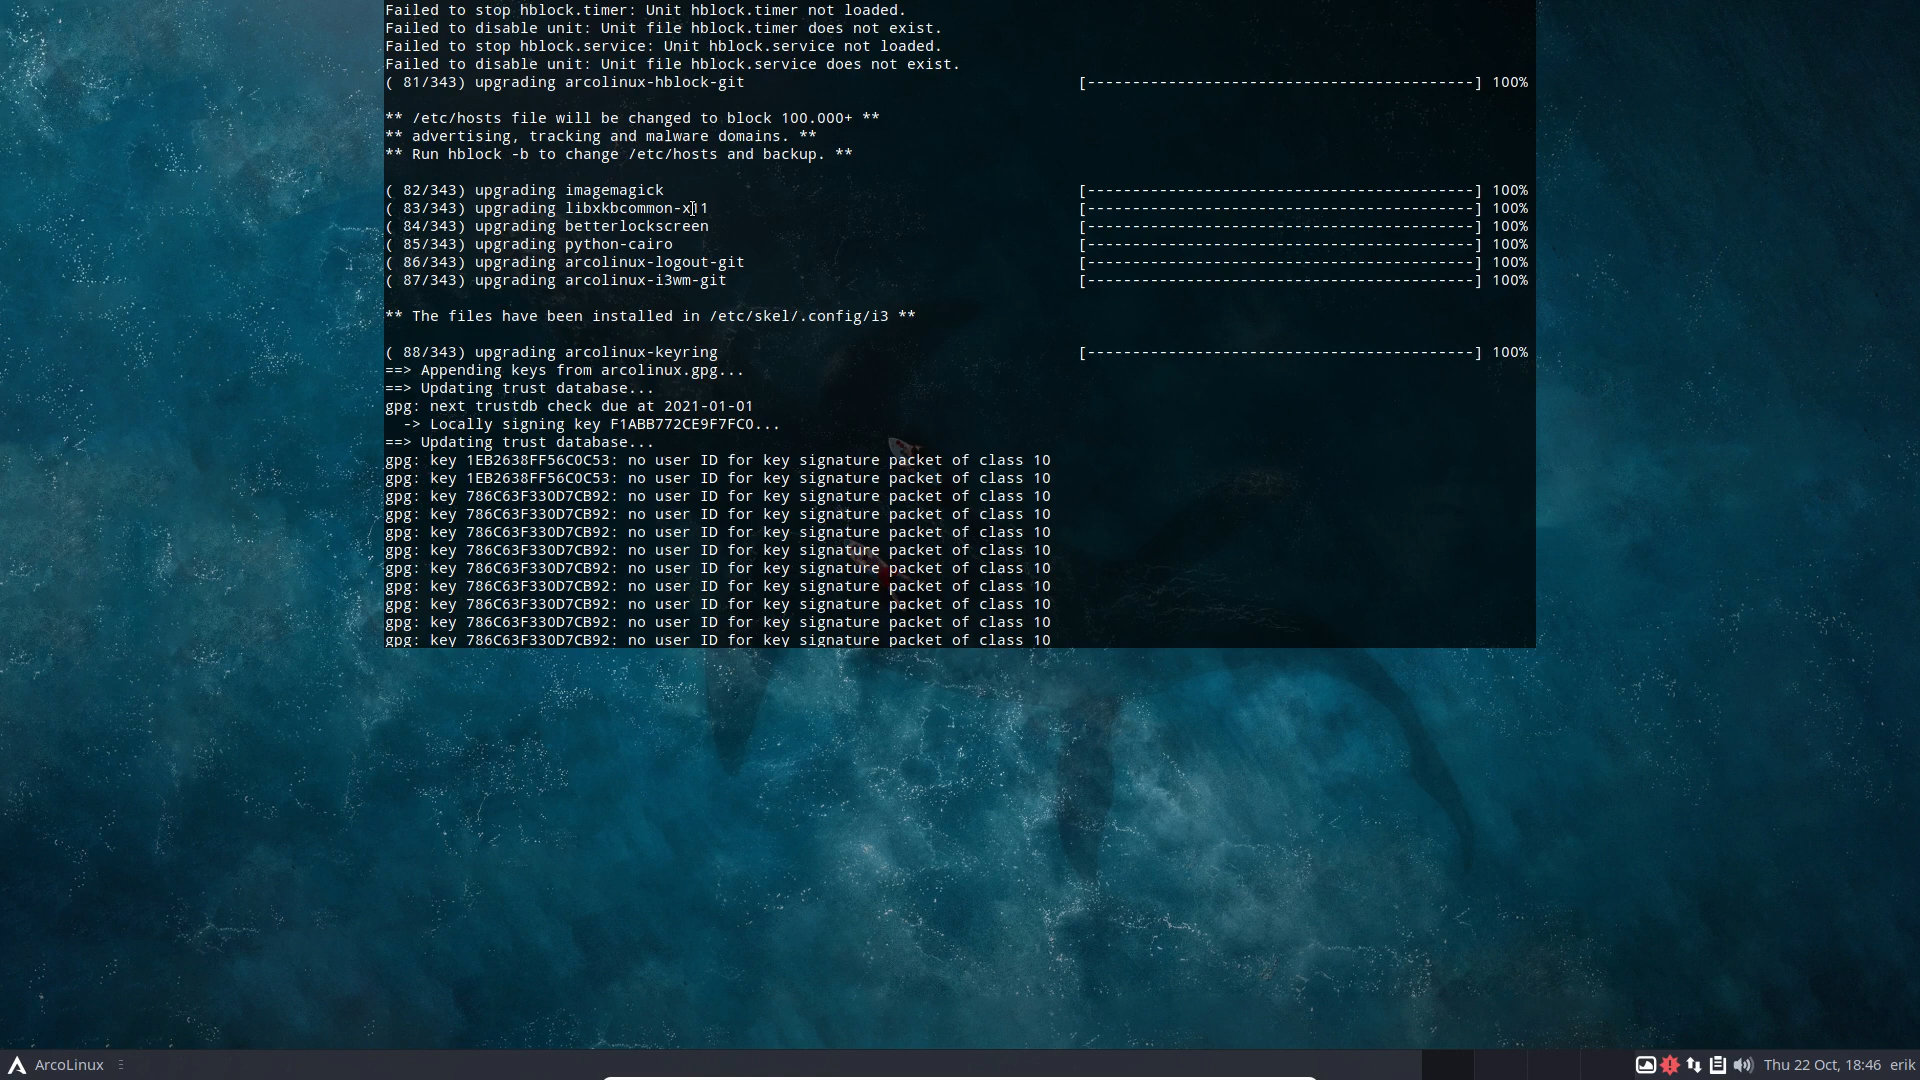 Failed to stop hblock.timer: Unit hblock.timer not loaded.
Failed to disable unit: Unit file hblock.timer does not exist.
Failed to stop hblock.service: Unit hblock.service not loaded.
Failed to disable unit: Unit file hblock.service does not exist.
( 81/343) upgrading arcolinux-hblock-git [-------------------------------------------] 100%
** /etc/hosts file will be changed to block 100.000+ **
** advertising, tracking and malware domains. **
** Run hblock -b to change /etc/hosts and backup. **
( 82/343) upgrading imagemagick [-------------------------------------------] 100%
( 83/343) upgrading libxkbcommon-x11 [-------------------------------------------] 100%
( 84/343) upgrading betterlockscreen [-------------------------------------------] 100%
( 85/343) upgrading python-cairo [-------------------------------------------] 100%
( 86/343) upgrading arcolinux-logout-git [-------------------------------------------] 100%
( 87/343) upgrading arcolinux-i3wm-git [-------------------------------------------] 100%
** The files have been installed in /etc/skel/.config/i3 **
( 88/343) upgrading arcolinux-keyring [-------------------------------------------] 100%
==> Appending keys from arcolinux.gpg...
==> Updating trust database...
gpg: next trustdb check due at 2021-01-01
  -> Locally signing key F1ABB772CE9F7FC0...
==> Updating trust database...
gpg: key 1EB2638FF56C0C53: no user ID for key signature packet of class 10
gpg: key 1EB2638FF56C0C53: no user ID for key signature packet of class 10
gpg: key 786C63F330D7CB92: no user ID for key signature packet of class 10
gpg: key 786C63F330D7CB92: no user ID for key signature packet of class 10
gpg: key 786C63F330D7CB92: no user ID for key signature packet of class 10
gpg: key 786C63F330D7CB92: no user ID for key signature packet of class 10
gpg: key 786C63F330D7CB92: no user ID for key signature packet of class 10
gpg: key 786C63F330D7CB92: no user ID for key signature packet of class 10
gpg: key 786C63F330D7CB92: no user ID for key signature packet of class 10
gpg: key 786C63F330D7CB92: no user ID for key signature packet of class 10
gpg: key 786C63F330D7CB92: no user ID for key signature packet of class 10
ArcoLinux Thu 22 Oct, 18:46 erik